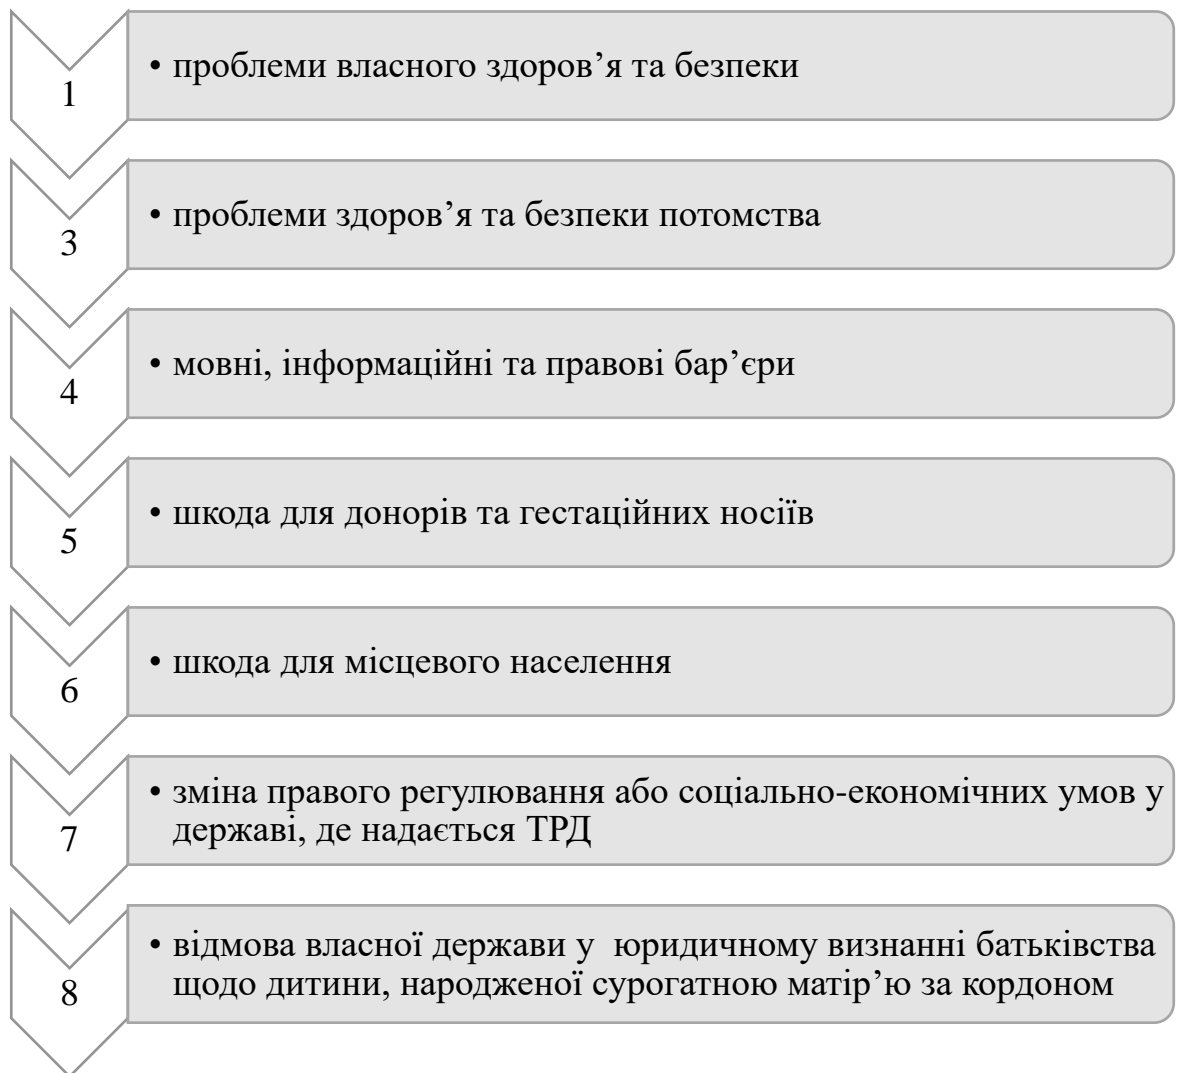 1
• проблеми власного здоров’я та безпеки
3
• проблеми здоров’я та безпеки потомства
4
• мовні, інформаційні та правові бар’єри
5
• шкода для донорів та гестаційних носіїв
6
• шкода для місцевого населення
7
• зміна правого регулювання або соціально-економічних умов у
державі, де надається ТРД
8
• відмова власної держави у  юридичному визнанні батьківства
щодо дитини, народженої сурогатною матір’ю за кордоном